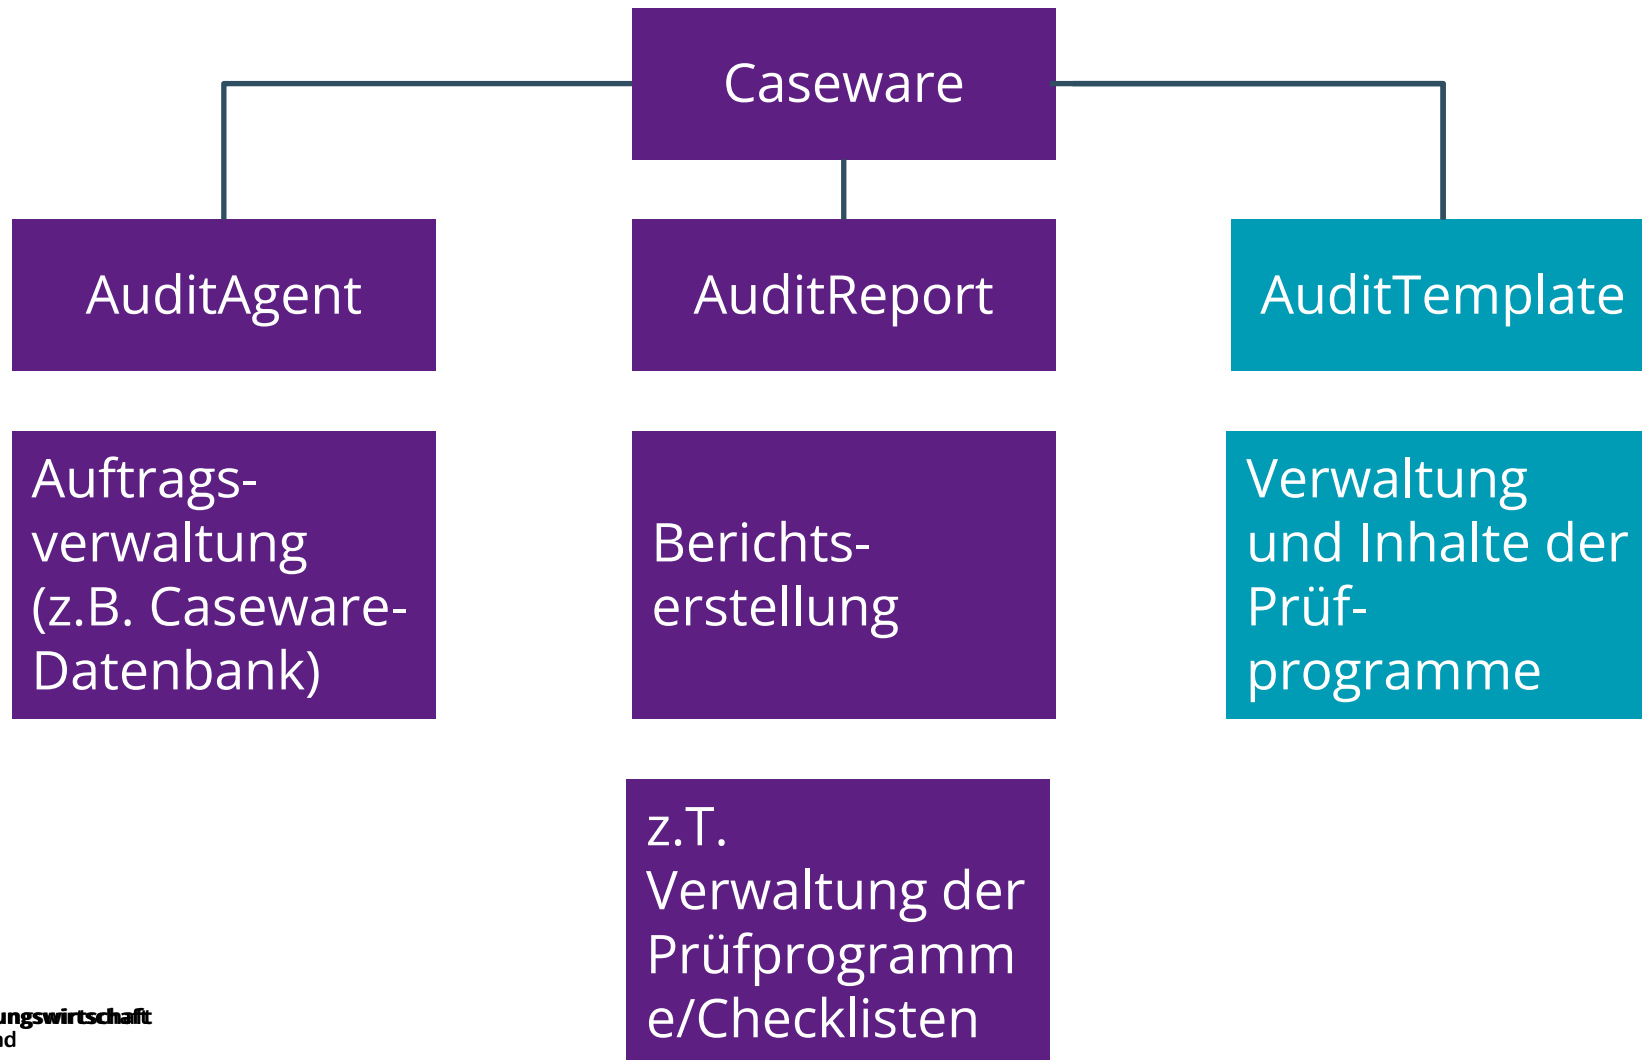 Caseware
AuditAgent
AuditReport
AuditTemplate
Auftrags-
verwaltung
(z.B. Caseware-
Datenbank)
Berichts-
erstellung
Verwaltung
und Inhalte der
Prüf-
programme
z.T.
Verwaltung der
Prüfprogramm
e/Checklisten
ungswirtschaft